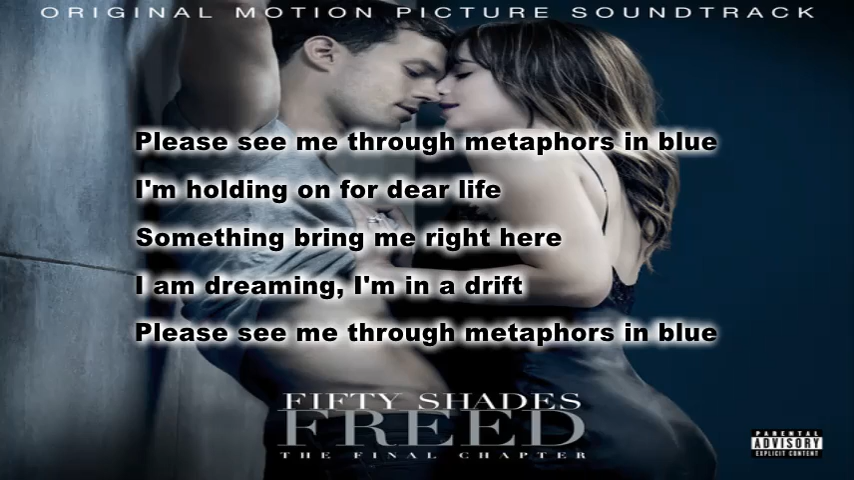 ORIGINAL MOTION PICTURE SOUNDTRACK
Please see me through metaphors in blue
I'm holding on for dear life
Something bring me right here
I am dreaming, I'm in a drift
Please see me through metaphors in blue
FIFTY SHADES
FREED
THE FINAL CHAPTER
PARENTAL
ADVISORY
EXPLICIT CONTENT